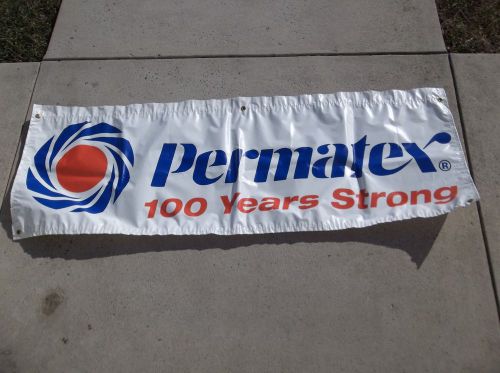 Permatex®
100 Years Strong